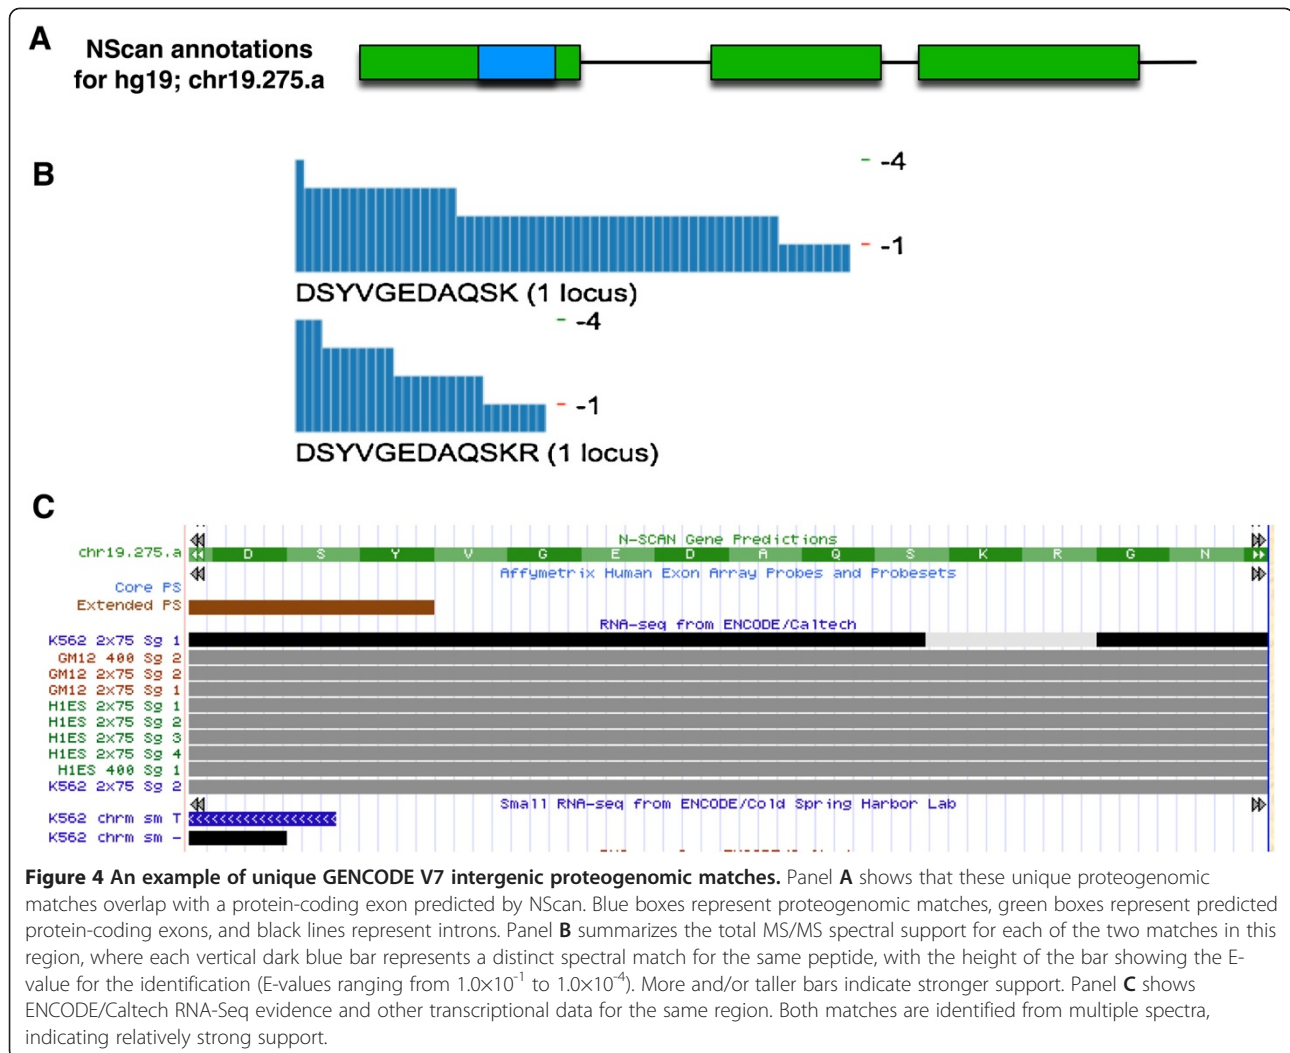 A
NScan annotations
for hg19; chr19.275.a
B
-4
-1
DSYVGEDAQSK (1 locus)
-4
-1
DSYVGEDAQSKR (1 locus)
C
N-SCAN Gene Predictions
chr19.275.a D S Y V G E D A Q S K R G N
Affymetrix Human Exon Array Probes and Probesets
Core PS
Extended PS
RNA-seq from ENCODE/Caltech
K562 2x75 Sg 1
GM12 400 Sg 2
GM12 2x75 Sg 2
GM12 2x75 Sg 1
H1ES 2x75 Sg 1
H1ES 2x75 Sg 2
H1ES 2x75 Sg 3
H1ES 2x75 Sg 4
H1ES 400 Sg 1
K562 2x75 Sg 2
Small RNA-seq from ENCODE/Cold Spring Harbor Lab
K562 chrm sm T
K562 chrm sm -
Figure 4 An example of unique GENCODE V7 intergenic proteogenomic matches. Panel A shows that these unique proteogenomic
matches overlap with a protein-coding exon predicted by NScan. Blue boxes represent proteogenomic matches, green boxes represent predicted
protein-coding exons, and black lines represent introns. Panel B summarizes the total MS/MS spectral support for each of the two matches in this
region, where each vertical dark blue bar represents a distinct spectral match for the same peptide, with the height of the bar showing the E-
value for the identification (E-values ranging from 1.0×10⁻¹ to 1.0×10⁻⁴). More and/or taller bars indicate stronger support. Panel C shows
ENCODE/Caltech RNA-Seq evidence and other transcriptional data for the same region. Both matches are identified from multiple spectra,
indicating relatively strong support.